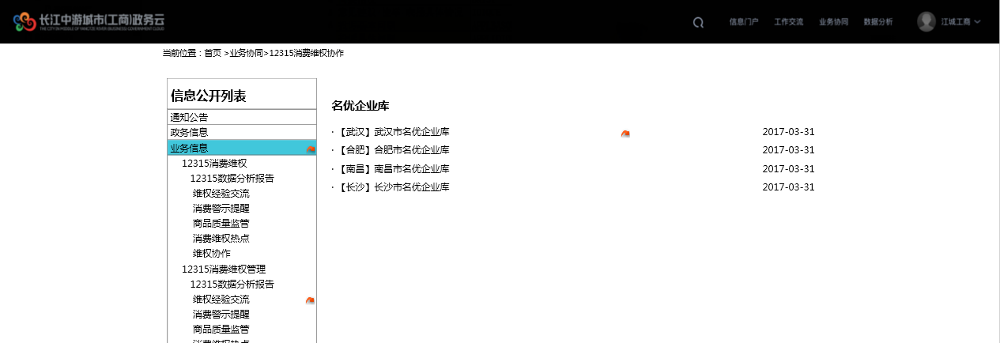 长江中游城市(工商)政务云
信息门户 工作交流 业务协同 数据分析 江城工商
当前位置：首页 >业务协同>12315消费维权协作
信息公开列表
通知公告
政务信息
业务信息
12315消费维权
12315数据分析报告
维权经验交流
消费警示提醒
商品质量监管
消费维权热点
维权协作
12315消费维权管理
12315数据分析报告
维权经验交流
消费警示提醒
商品质量监管
消费维权热点
名优企业库
· 【武汉】武汉市名优企业库 2017-03-31
· 【合肥】合肥市名优企业库 2017-03-31
· 【南昌】南昌市名优企业库 2017-03-31
· 【长沙】长沙市名优企业库 2017-03-31